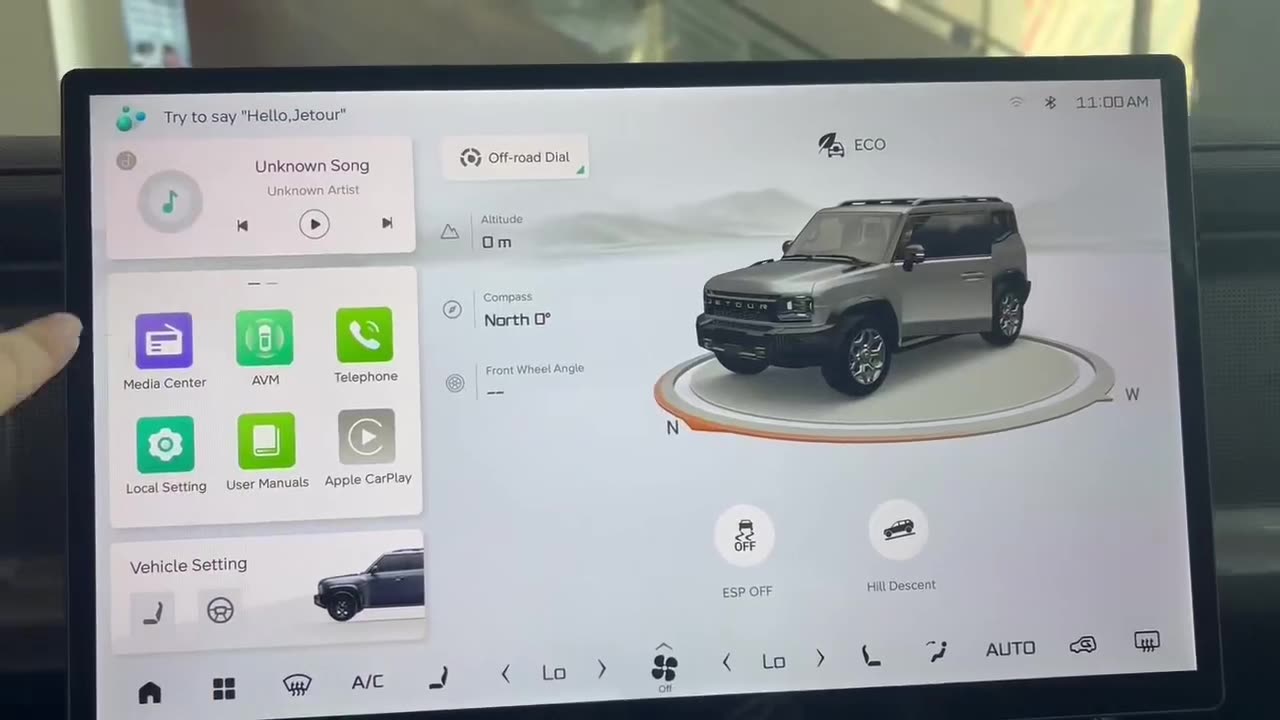 Try to say "Hello,Jetour"
11:00 AM
Unknown Song
Unknown Artist
Off-road Dial
ECO
Altitude
0 m
Compass
North 0°
Front Wheel Angle
--
JETOUR
N
W
Media Center
AVM
Telephone
Local Setting
User Manuals
Apple CarPlay
Vehicle Setting
OFF
ESP OFF
Hill Descent
A/C
Lo
Off
Lo
AUTO